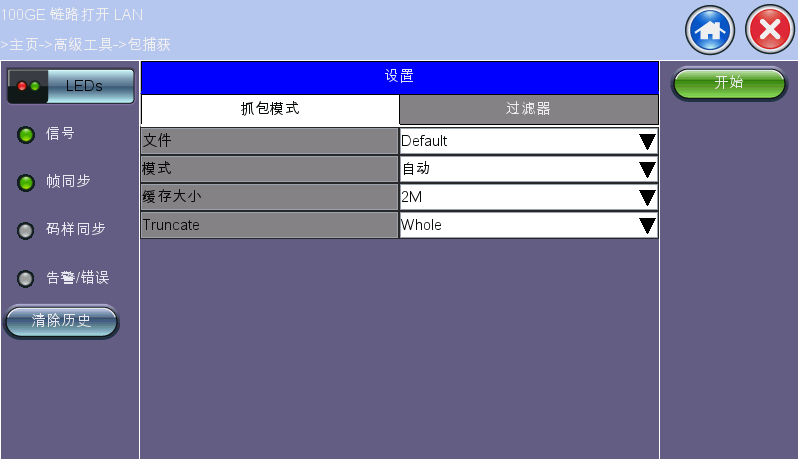 100GE 链路打开 LAN
>主页->高级工具->包捕获
LEDs
设置
开始
抓包模式
过滤器
信号
文件
Default
模式
自动
帧同步
缓存大小
2M
码样同步
Truncate
Whole
告警/错误
清除历史